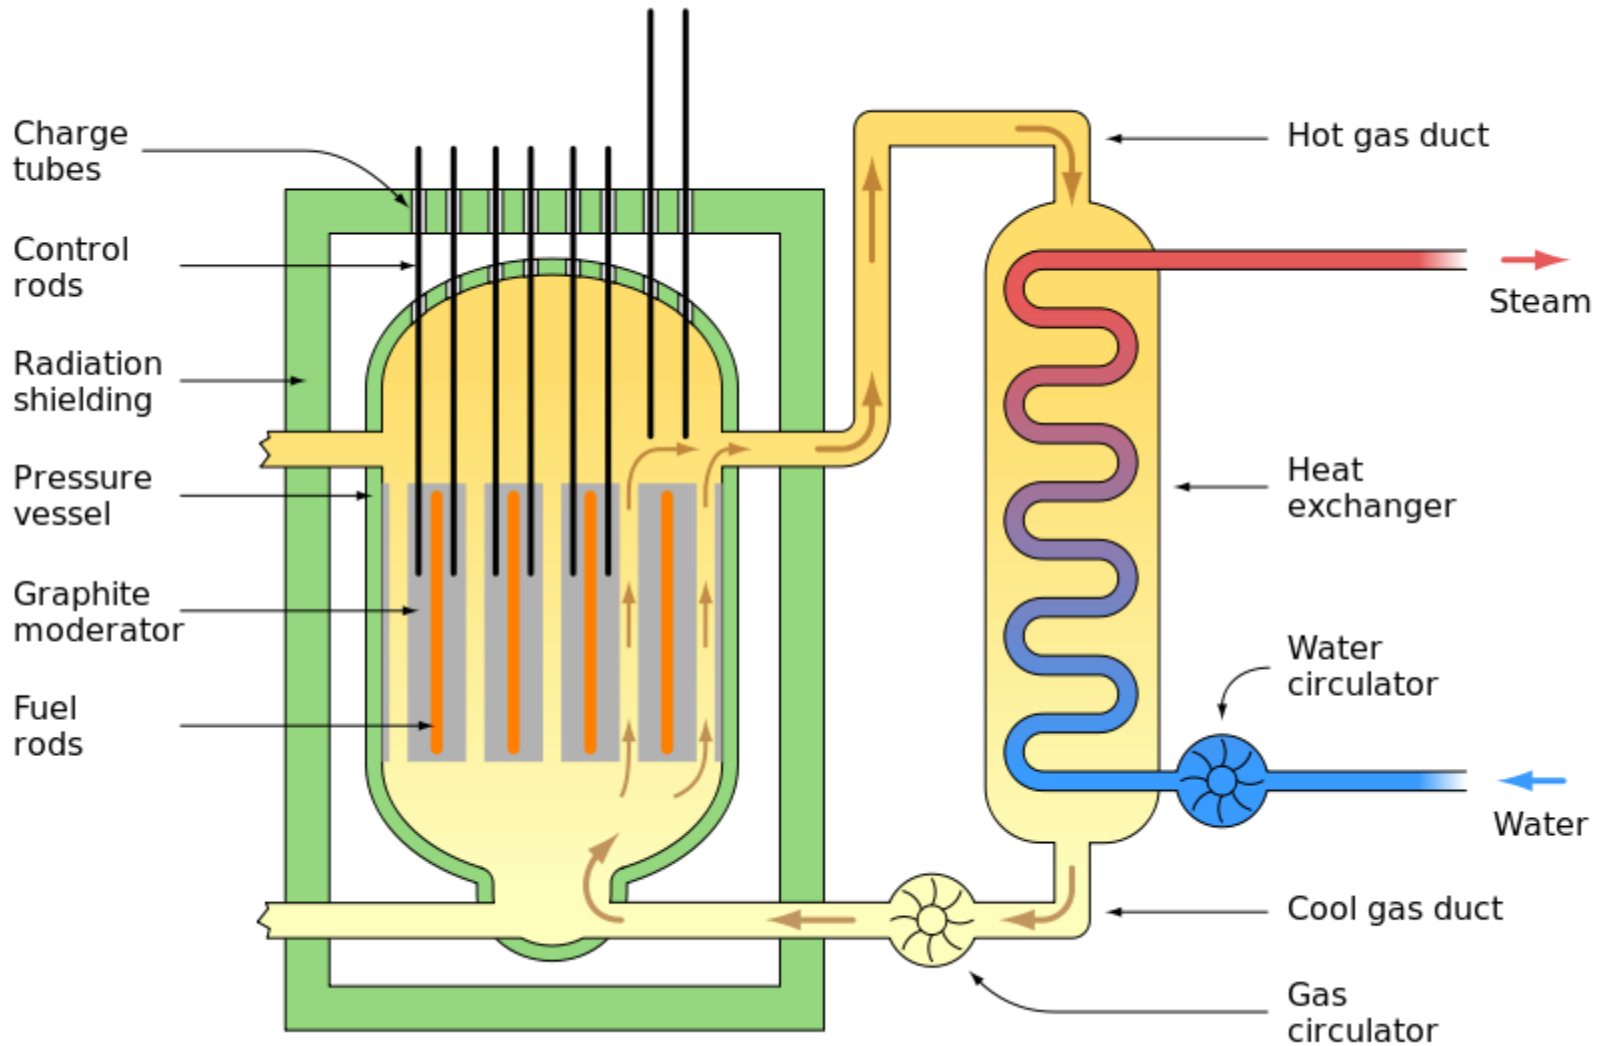 Charge
tubes
Control
rods
Radiation
shielding
Pressure
vessel
Graphite
moderator
Fuel
rods
Hot gas duct
Steam
Heat
exchanger
Water
circulator
Water
Cool gas duct
Gas
circulator